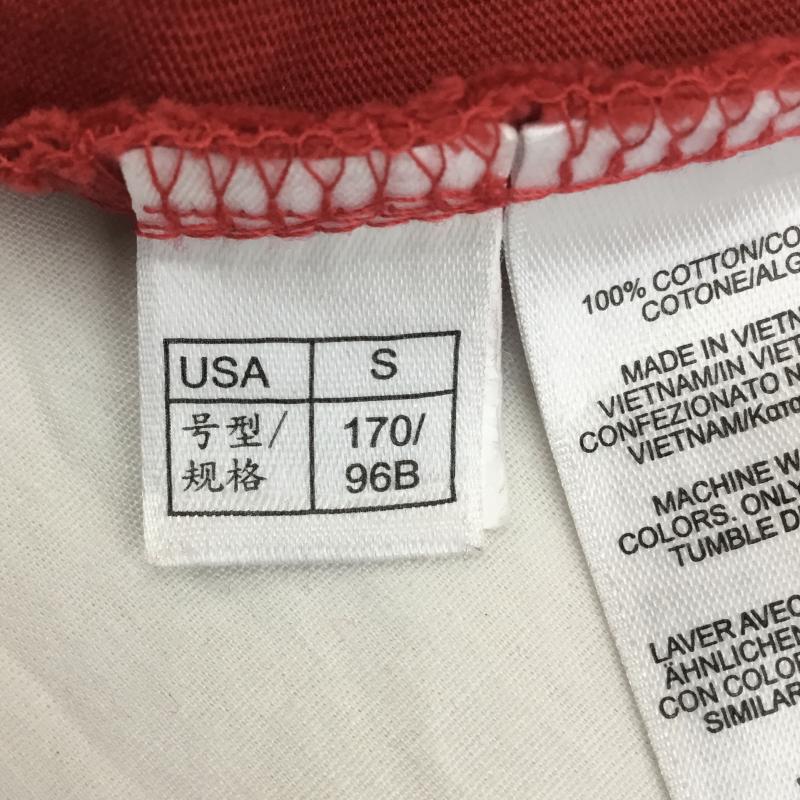 USA
S
号型/
规格
170/
96B
100% COTTON/CO
COTONE/ALG
MADE IN VIETN
VIETNAM/IN VIET
CONFEZIONATO N
VIETNAM/Κατα
MACHINE W
COLORS. ONLY
TUMBLE D
LAVER AVEC
ÄHNLICHEN
CON COLOR
SIMILAR